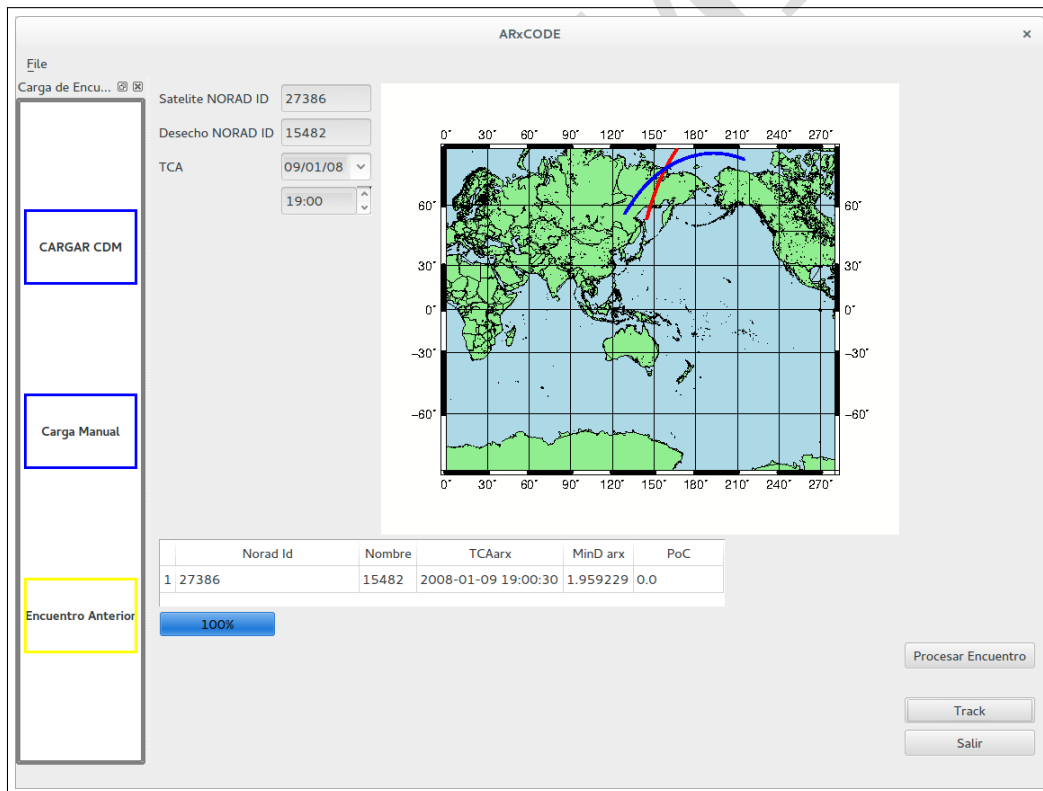 ARxCODE ×
File
Carga de Encu...
Satelite NORAD ID 27386
Desecho NORAD ID 15482
TCA 09/01/08
19:00
CARGAR CDM
Carga Manual
Encuentro Anterior
0° 30° 60° 90° 120° 150° 180° 210° 240° 270°
60° 60°
30° 30°
0° 0°
−30° −30°
−60° −60°
0° 30° 60° 90° 120° 150° 180° 210° 240° 270°
Norad Id Nombre TCAarx MinD arx PoC
1 27386 15482 2008-01-09 19:00:30 1.959229 0.0
100%
Procesar Encuentro
Track
Salir